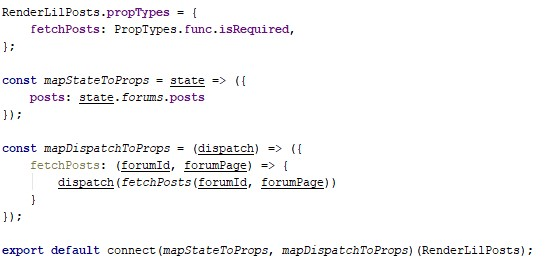 RenderLilPosts.propTypes = {
    fetchPosts: PropTypes.func.isRequired,
};
const mapStateToProps = state => ({
    posts: state.forums.posts
});
const mapDispatchToProps = (dispatch) => ({
    fetchPosts: (forumId, forumPage) => {
        dispatch(fetchPosts(forumId, forumPage))
    }
});
export default connect(mapStateToProps, mapDispatchToProps)(RenderLilPosts);